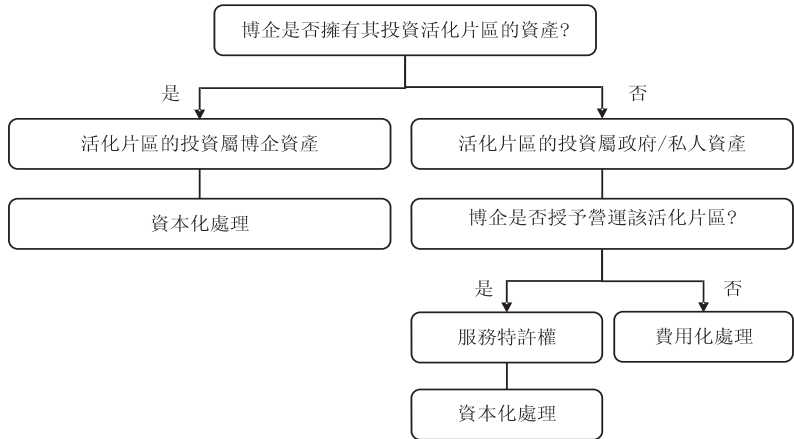 博企是否擁有其投資活化片區的資產?
是
否
活化片區的投資屬博企資產
活化片區的投資屬政府/私人資產
資本化處理
博企是否授予營運該活化片區?
是
否
服務特許權
費用化處理
資本化處理